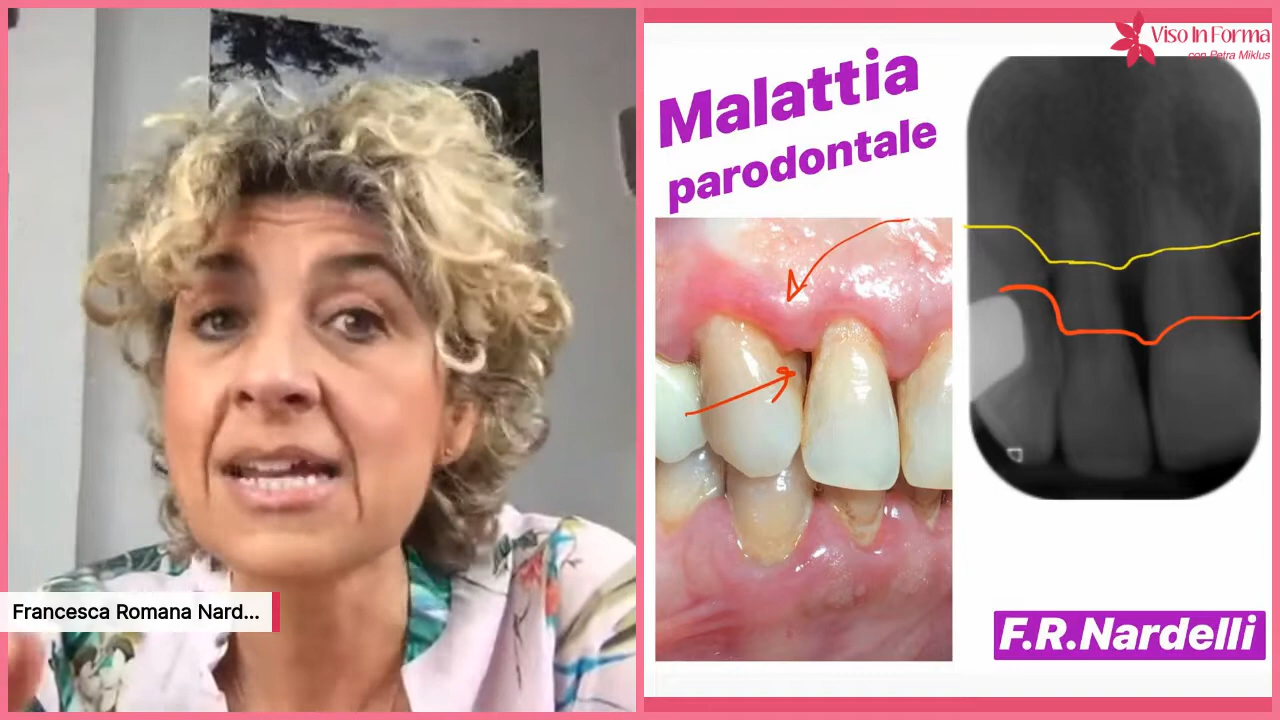 Viso In Forma
con Petra Miklus
Malattia
parodontale
Francesca Romana Nard...
F.R.Nardelli